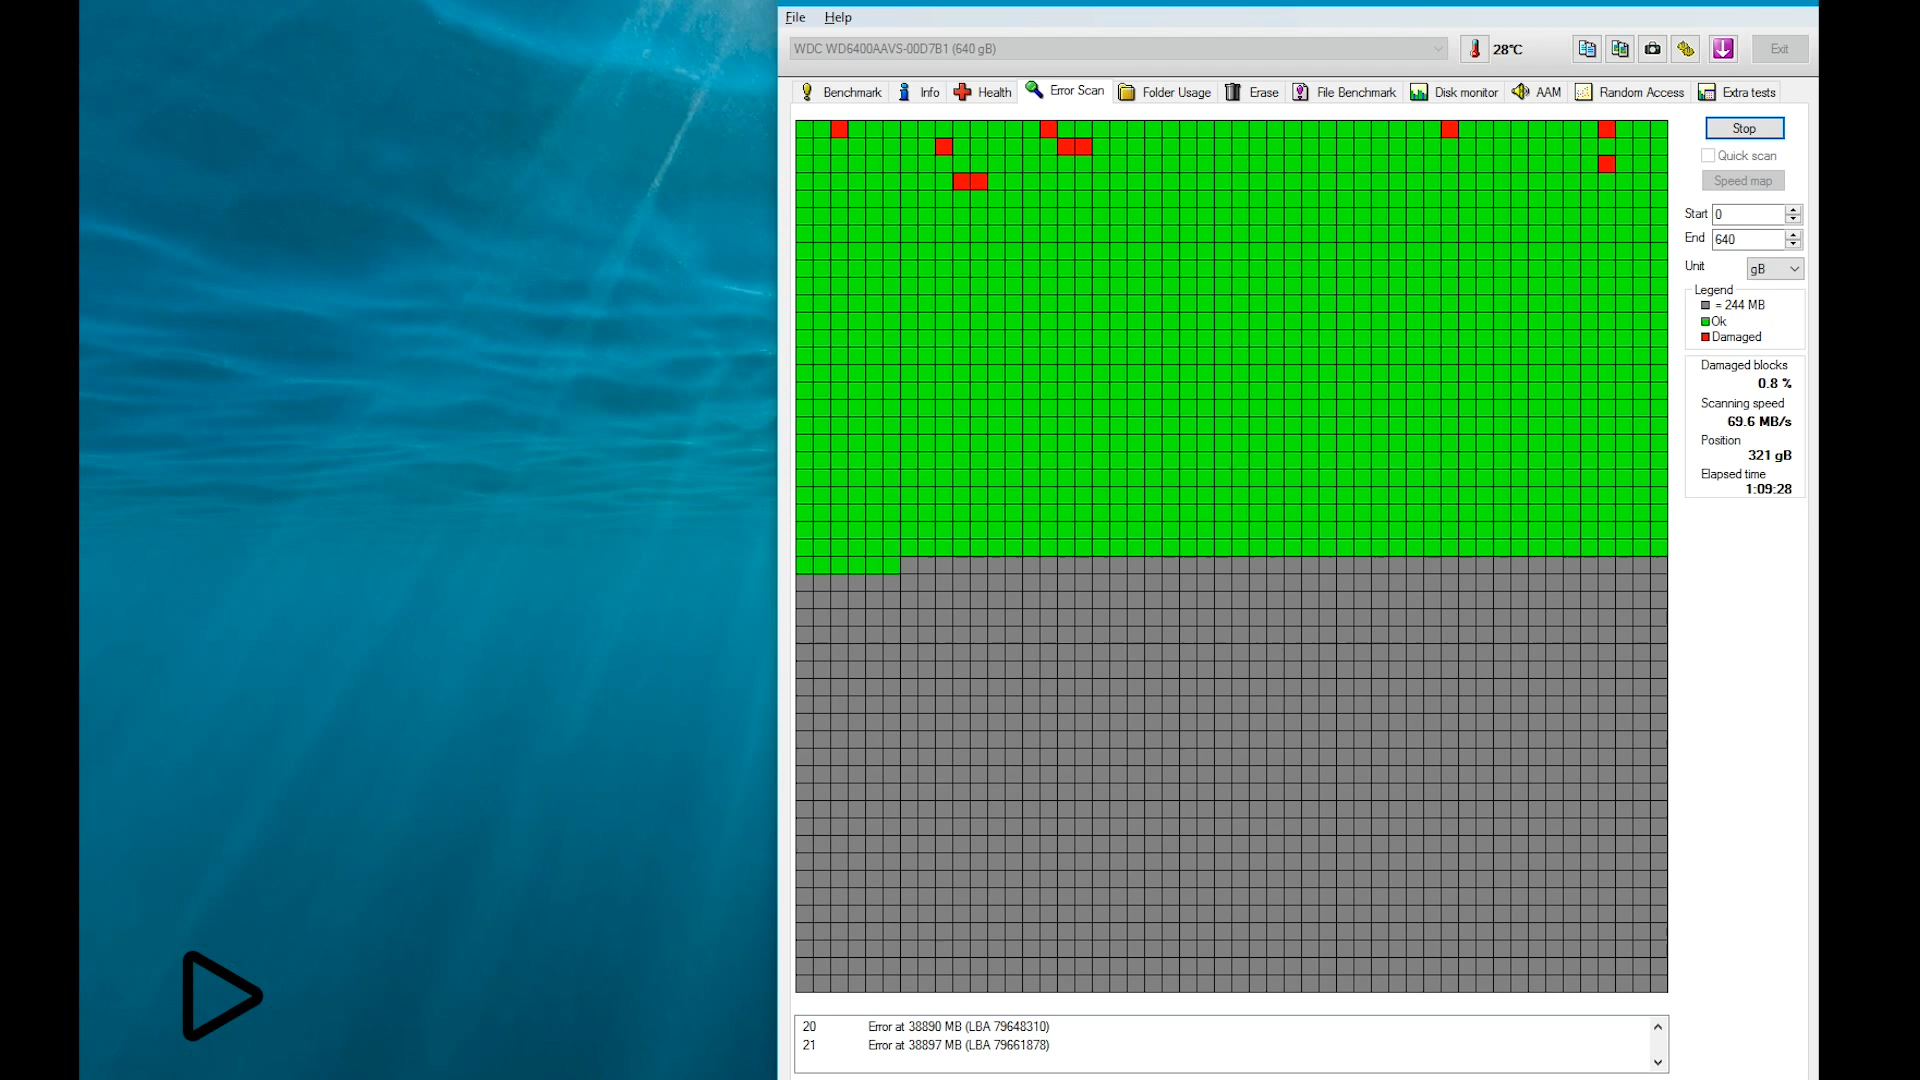 File Help
WDC WD6400AAVS-00D7B1 (640 gB) 28°C Exit
Benchmark Info Health Error Scan Folder Usage Erase File Benchmark Disk monitor AAM Random Access Extra tests
Stop
Quick scan
Speed map
Start 0
End 640
Unit gB
Legend
= 244 MB
Ok
Damaged
Damaged blocks
0.8 %
Scanning speed
69.6 MB/s
Position
321 gB
Elapsed time
1:09:28
20 Error at 38890 MB (LBA 79648310)
21 Error at 38897 MB (LBA 79661878)